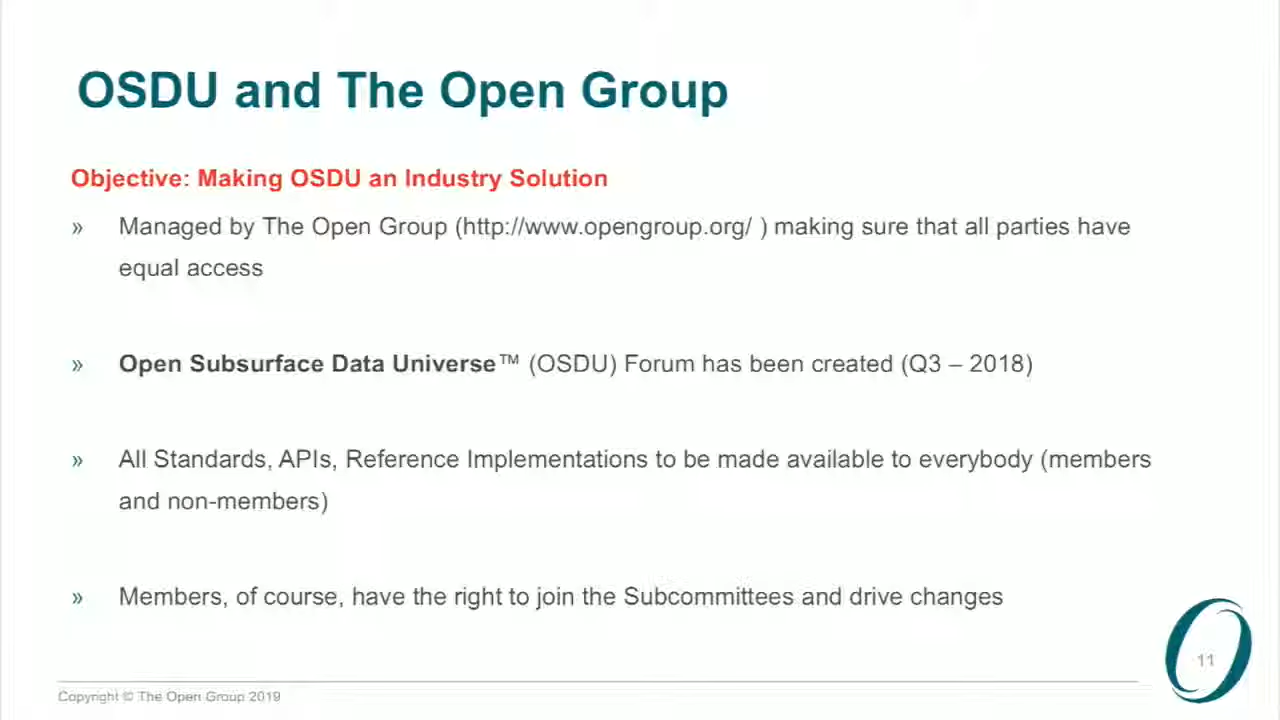 OSDU and The Open Group
Objective: Making OSDU an Industry Solution
» Managed by The Open Group (http://www.opengroup.org/ ) making sure that all parties have
equal access
» Open Subsurface Data Universe™ (OSDU) Forum has been created (Q3 – 2018)
» All Standards, APIs, Reference Implementations to be made available to everybody (members
and non-members)
» Members, of course, have the right to join the Subcommittees and drive changes
11
Copyright © The Open Group 2019